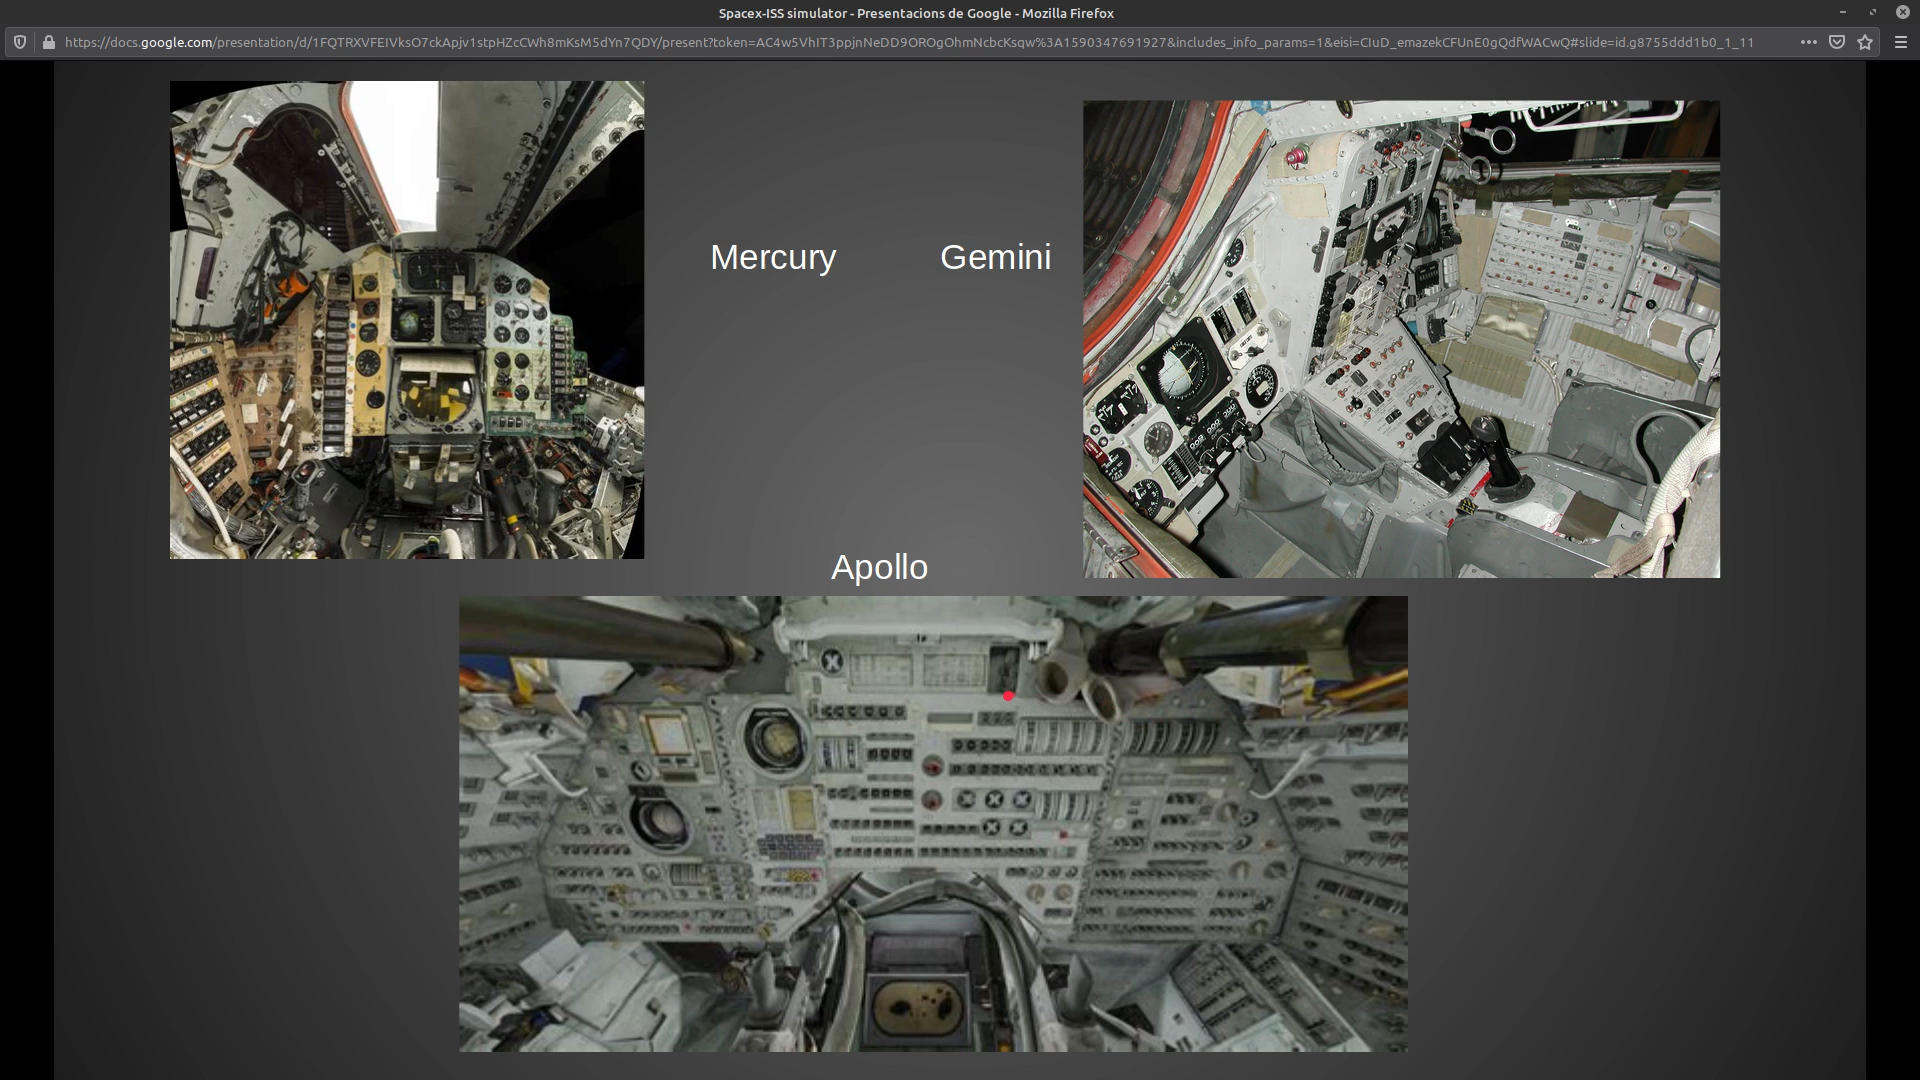 Spacex-ISS simulator - Presentacions de Google - Mozilla Firefox
https://docs.google.com/presentation/d/1FQTRXVFEIVksO7ckApjv1stpHZcCWh8mKsM5dYn7QDY/present?token=AC4w5VhIT3ppjnNeDD9OROgOhmNcbcKsqw%3A1590347691927&includes_info_params=1&eisi=CIuD_emazekCFUnE0gQdfWACwQ#slide=id.g8755ddd1b0_1_11
Mercury
Gemini
Apollo